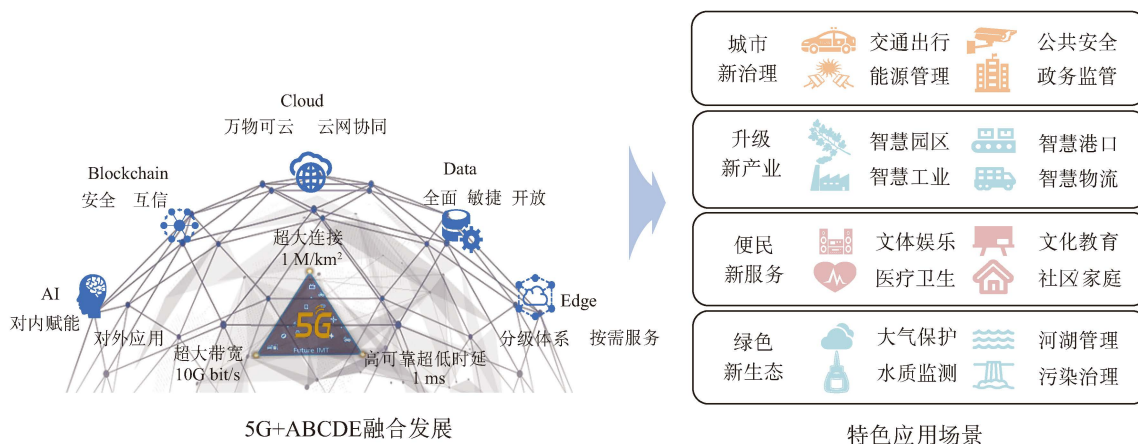 Cloud
万物可云 云网协同
Blockchain
安全 互信
Data
全面 敏捷 开放
超大连接
1 M/km²
AI
对内赋能
对外应用
5G
Future IMT
超大带宽
10G bit/s
高可靠超低时延
1 ms
Edge
分级体系 按需服务
5G+ABCDE融合发展
城市
新治理
交通出行 公共安全
能源管理 政务监管
升级
新产业
智慧园区 智慧港口
智慧工业 智慧物流
便民
新服务
文体娱乐 文化教育
医疗卫生 社区家庭
绿色
新生态
大气保护 河湖管理
水质监测 污染治理
特色应用场景